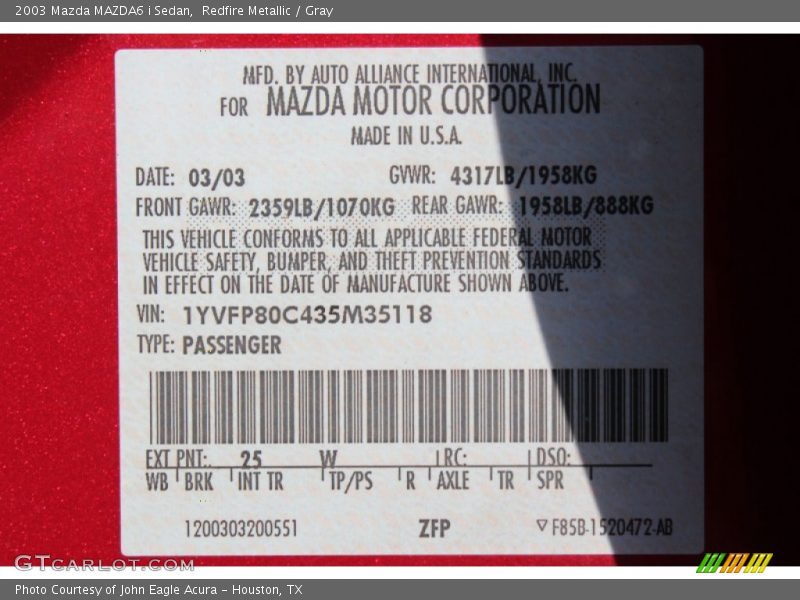 2003 Mazda MAZDA6 i Sedan,  Redfire Metallic / Gray
MFD. BY AUTO ALLIANCE INTERNATIONAL, INC.
FOR MAZDA MOTOR CORPORATION
MADE IN U.S.A.
DATE: 03/03 GVWR: 4317LB/1958KG
FRONT GAWR: 2359LB/1070KG REAR GAWR: 1958LB/888KG
THIS VEHICLE CONFORMS TO ALL APPLICABLE FEDERAL MOTOR
VEHICLE SAFETY, BUMPER, AND THEFT PREVENTION STANDARDS
IN EFFECT ON THE DATE OF MANUFACTURE SHOWN ABOVE.
VIN: 1YVFP80C435M35118
TYPE: PASSENGER
EXT PNT: 25 W RC: DSO:
WB BRK INT TR TP/PS R AXLE TR SPR
1200303200551 ZFP F85B-1520472-AB
GTcarlot.com
Photo Courtesy of John Eagle Acura - Houston, TX